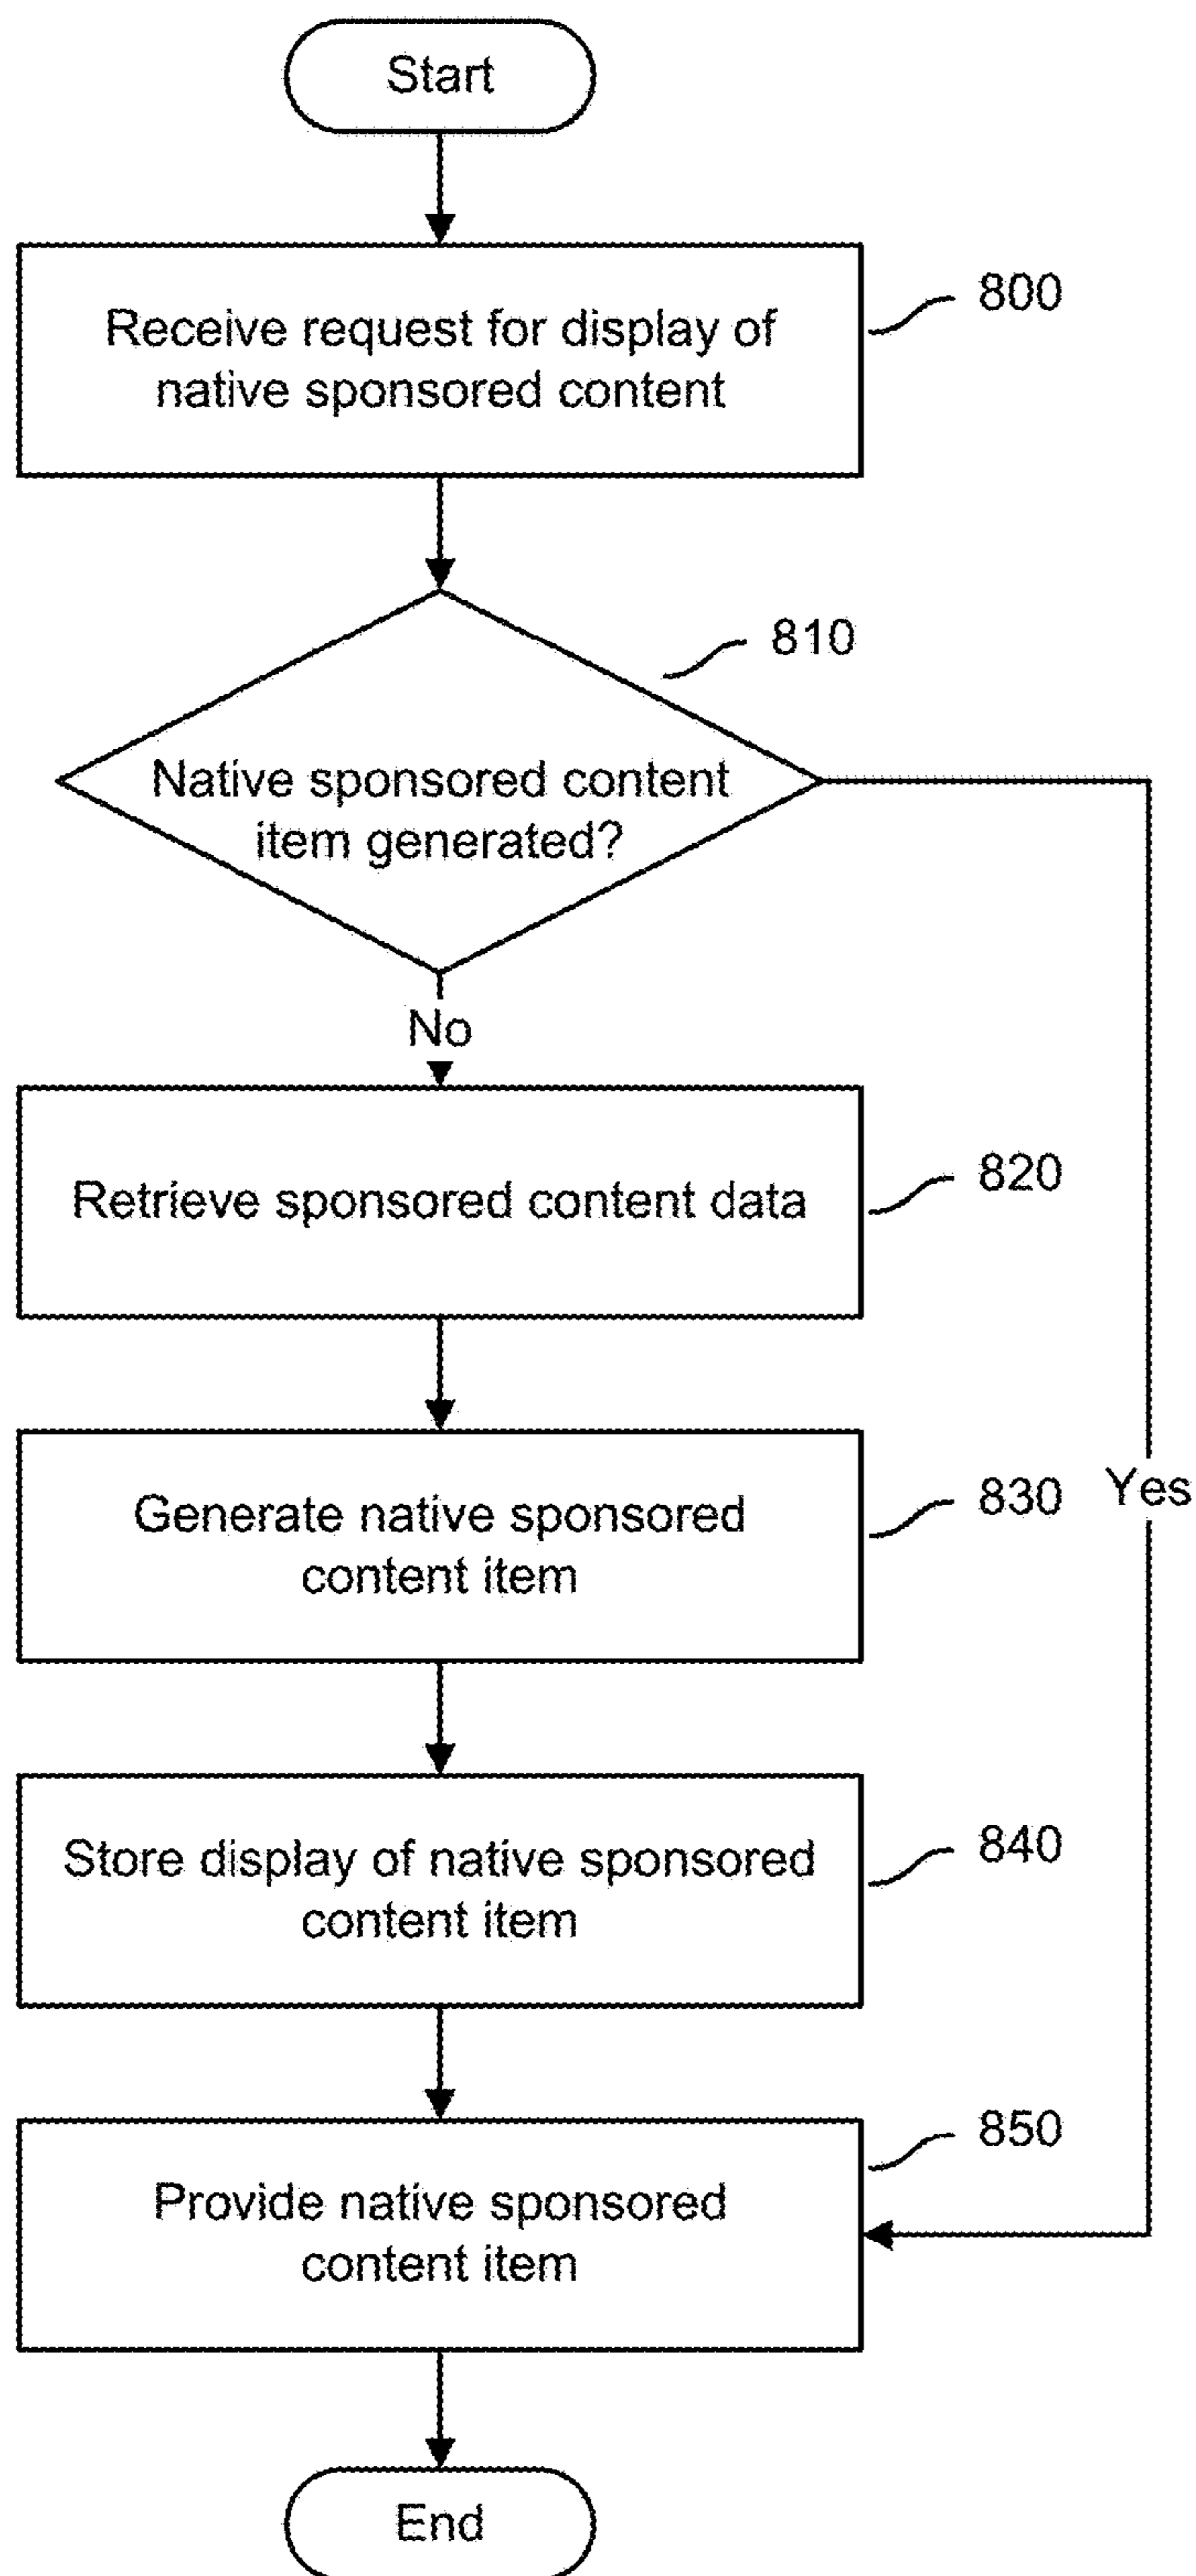 Start
Receive request for display of
native sponsored content
800
810
Native sponsored content
item generated?
No
Retrieve sponsored content data
820
Generate native sponsored
content item
830
Yes
Store display of native sponsored
content item
840
Provide native sponsored
content item
850
End